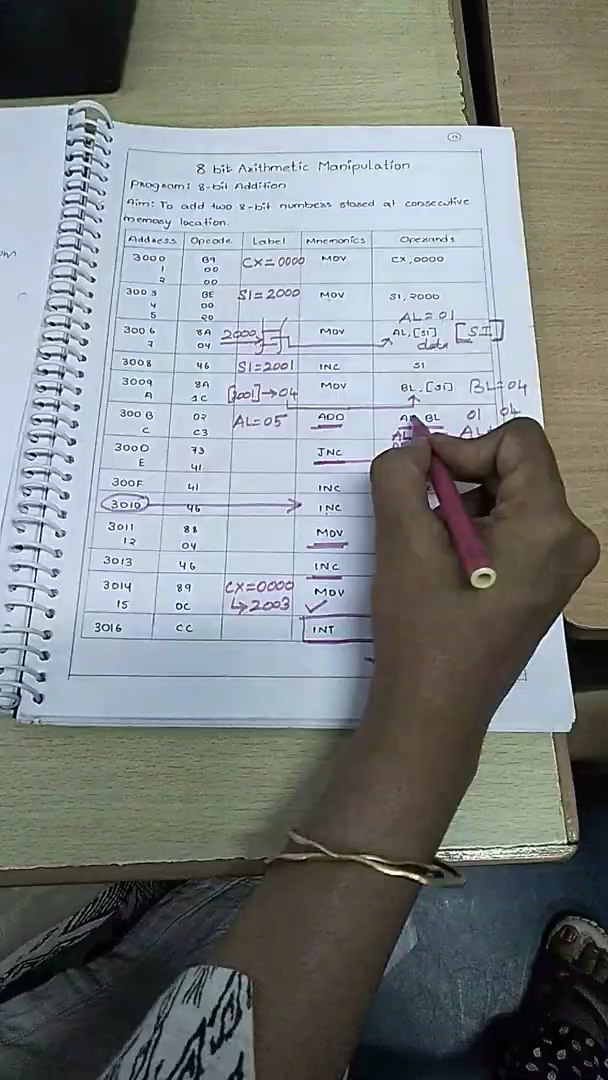 8 bit Arithmetic Manipulation
Program: 8-bit Addition
Aim: To add two 8-bit numbers stored at consecutive
memory location.
Address Opcode Label Mnemonics Operands
3000 B9 CX=0000 MOV CX,0000
1 00
2 00
3003 BE SI=2000 MOV SI,2000
4 00
5 20 AL=01
3006 8A 2000 MOV AL,[SI] [SI]
7 04 data
3008 46 SI=2001 INC SI
3009 8A MOV BL,[SI] BL=04
A 1C [2001]→04
300B 02 AL=05 ADD BL 01 04
C C3
300D 73 JNC
E 41
300F 41 INC
3010 46 INC
3011 88 MOV
12 04
3013 46 INC
3014 89 CX=0000 MOV
15 0C ↳2003 ✓
3016 CC INT